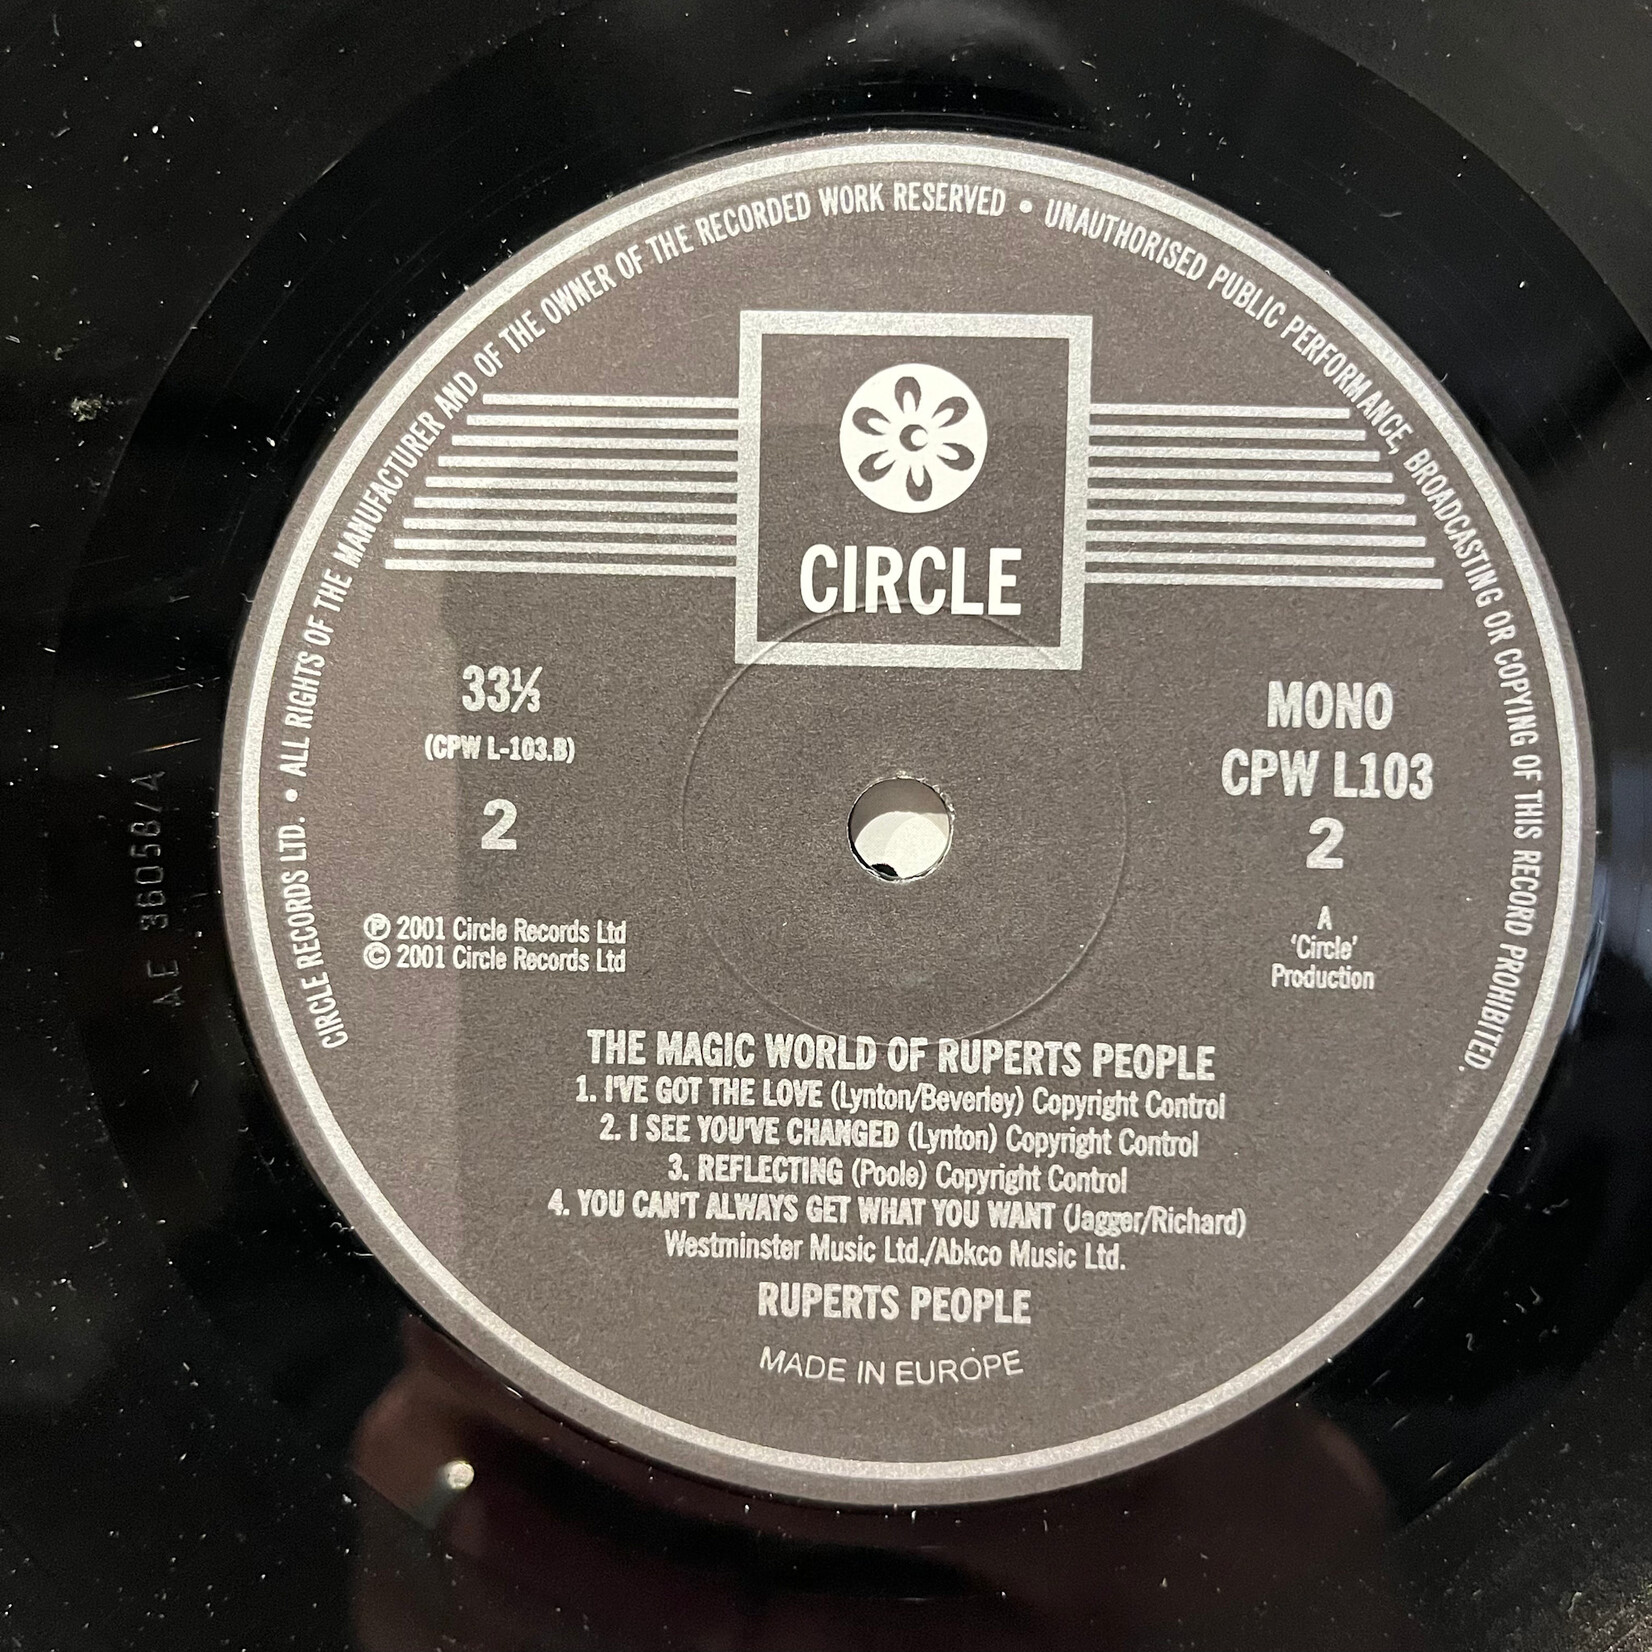 CIRCLE RECORDS LTD. • ALL RIGHTS OF THE MANUFACTURER AND OF THE OWNER OF THE RECORDED WORK RESERVED • UNAUTHORISED PUBLIC PERFORMANCE, BROADCASTING OR COPYING OF THIS RECORD PROHIBITED.
CIRCLE
33⅓
(CPW L-103.B)
2
MONO
CPW L103
2
A
'Circle'
Production
℗ 2001 Circle Records Ltd
© 2001 Circle Records Ltd
THE MAGIC WORLD OF RUPERTS PEOPLE
1. I'VE GOT THE LOVE (Lynton/Beverley) Copyright Control
2. I SEE YOU'VE CHANGED (Lynton) Copyright Control
3. REFLECTING (Poole) Copyright Control
4. YOU CAN'T ALWAYS GET WHAT YOU WANT (Jagger/Richard)
Westminster Music Ltd./Abkco Music Ltd.
RUPERTS PEOPLE
MADE IN EUROPE
AE 36058/A